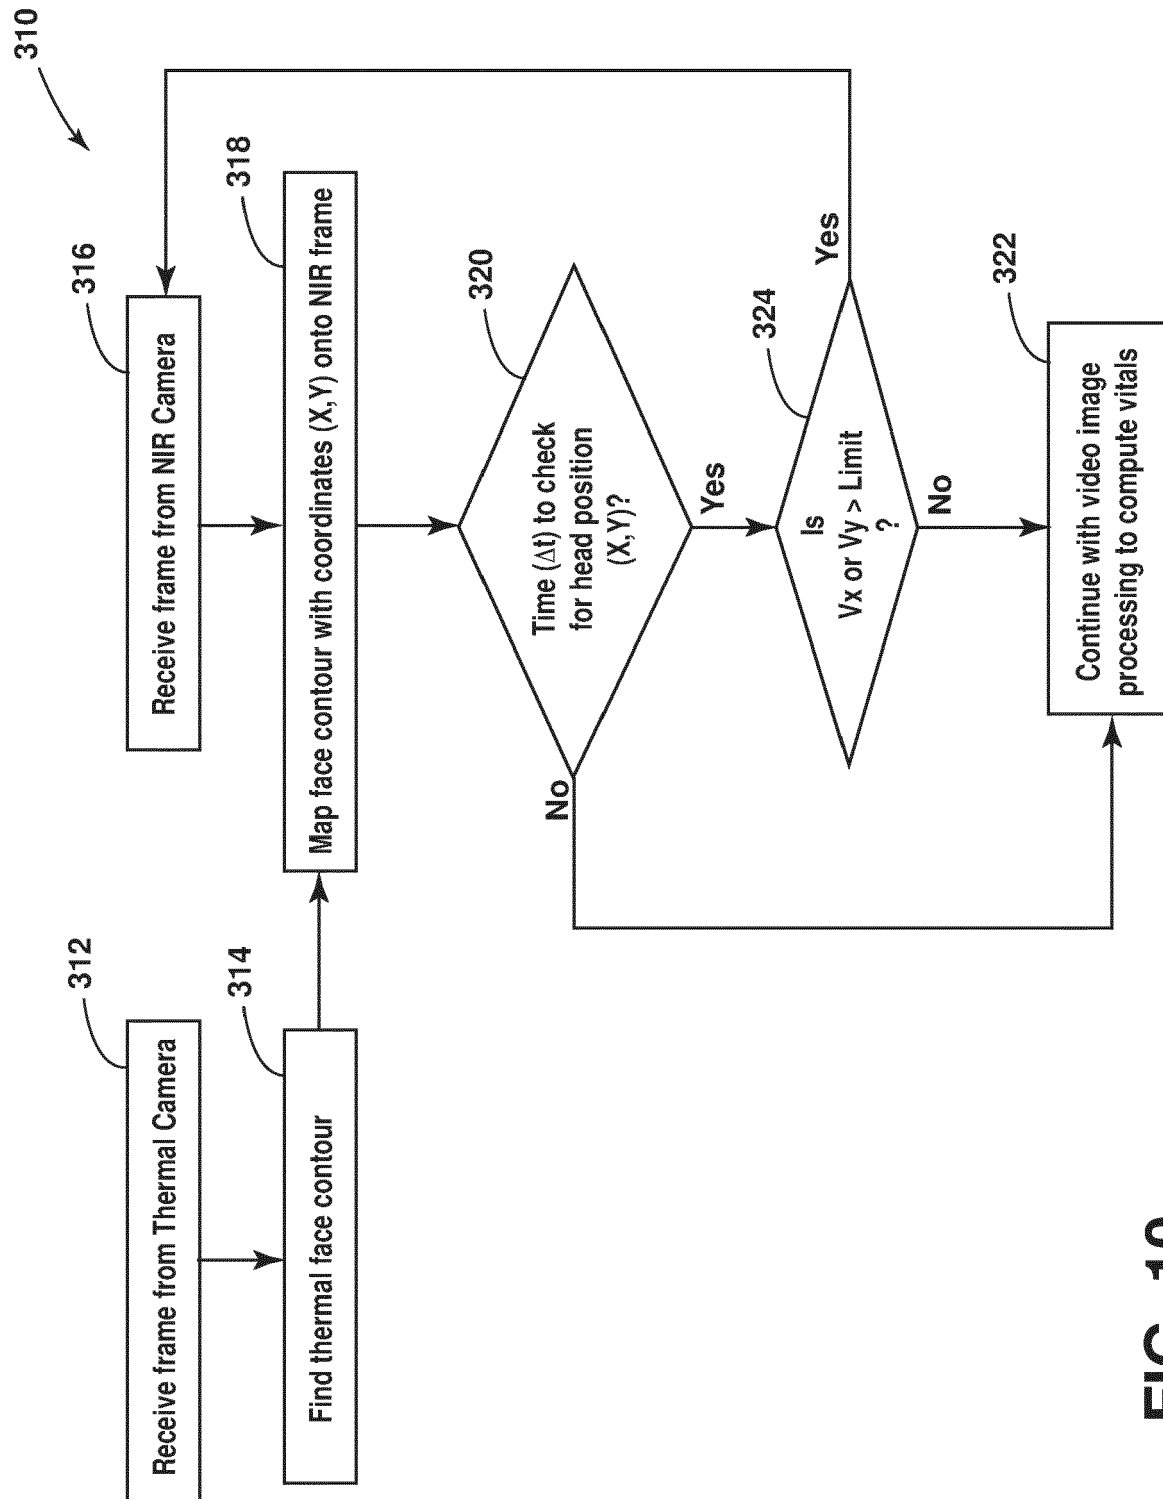 310
312
Receive frame from Thermal Camera
314
Find thermal face contour
316
Receive frame from NIR Camera
318
Map face contour with coordinates (X,Y) onto NIR frame
320
Time (Δt) to check
for head position
(X,Y)?
No
Yes
324
Is
Vx or Vy > Limit
?
Yes
No
322
Continue with video image
processing to compute vitals
FIG